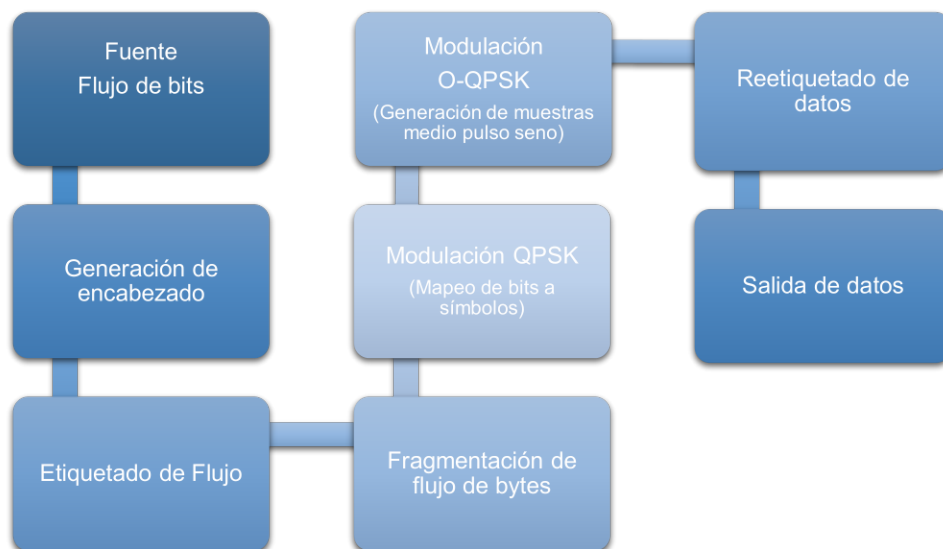 Fuente
Flujo de bits
Generación de
encabezado
Etiquetado de Flujo
Fragmentación de
flujo de bytes
Modulación QPSK
(Mapeo de bits a
símbolos)
Modulación
O-QPSK
(Generación de muestras
medio pulso seno)
Reetiquetado de
datos
Salida de datos